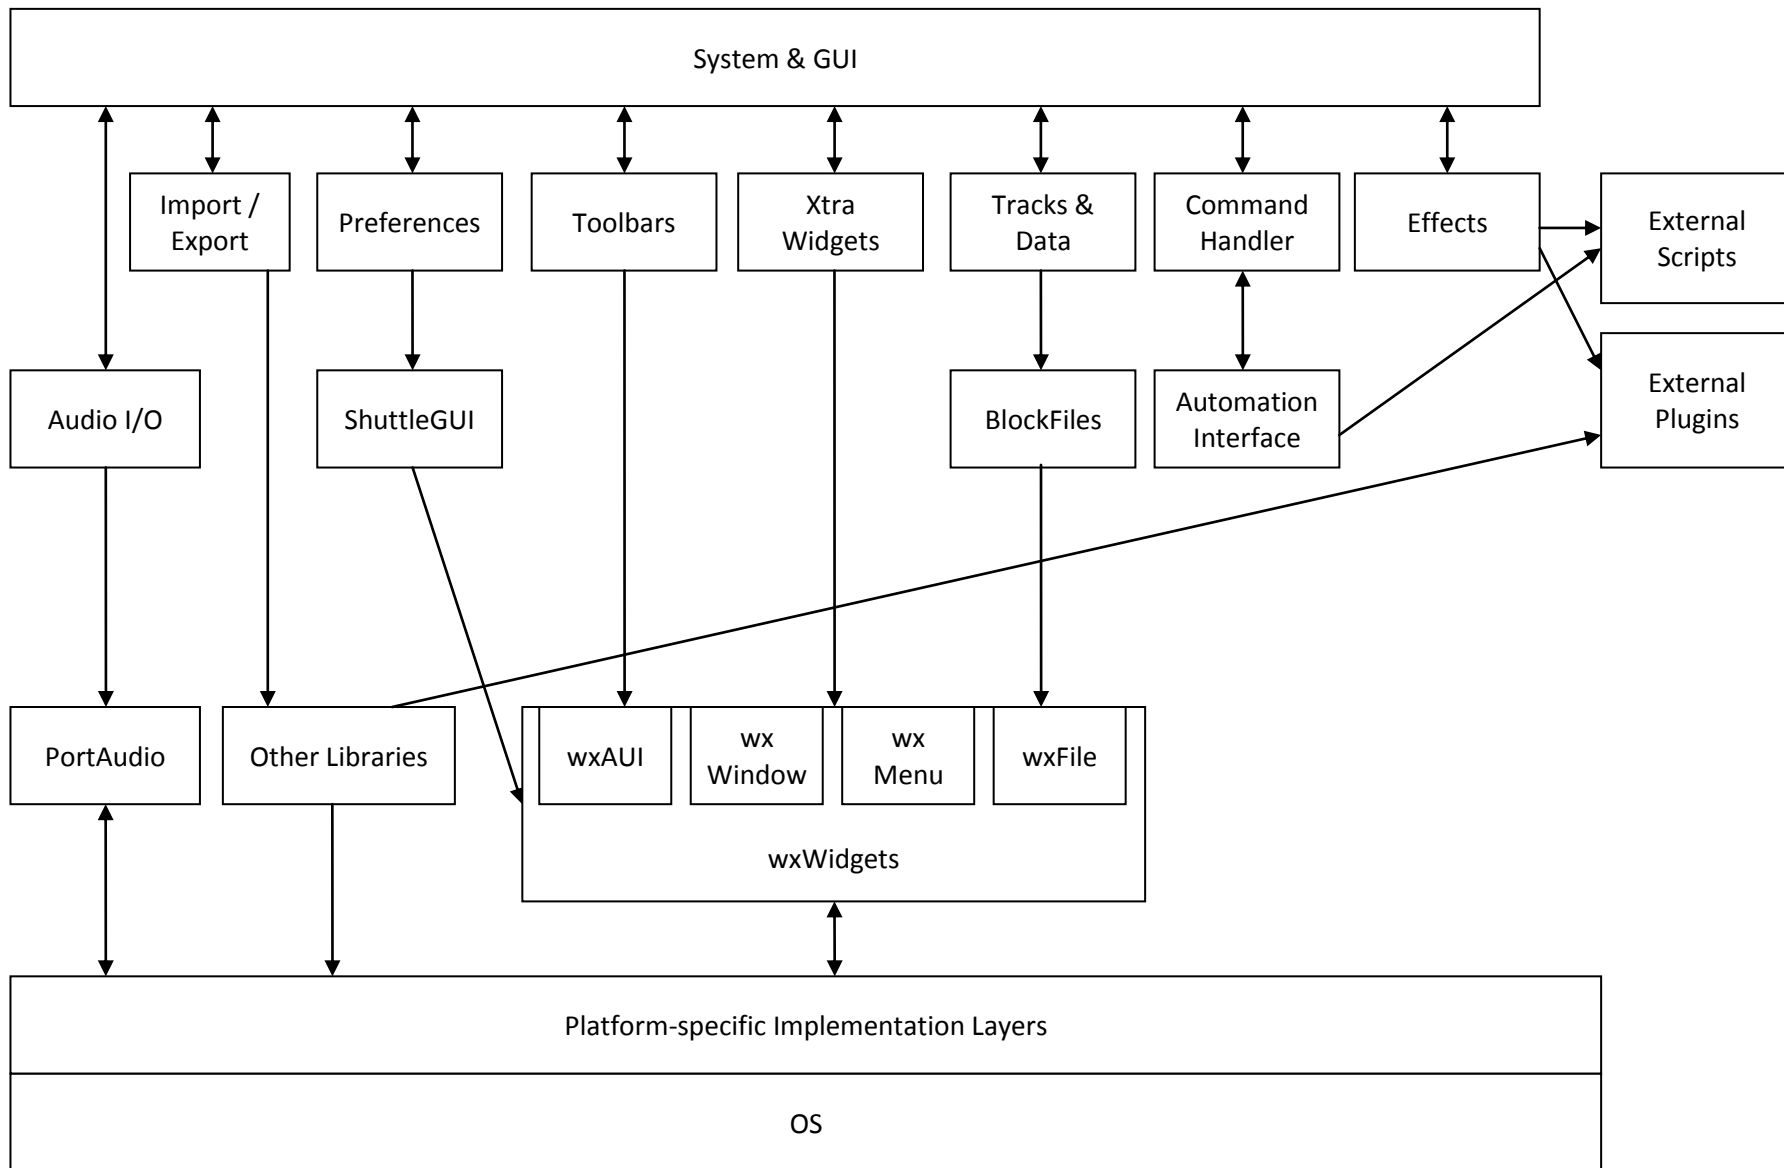 System & GUI
Import /
Export
Preferences
Toolbars
Xtra
Widgets
Tracks &
Data
Command
Handler
Effects
External
Scripts
Audio I/O
ShuttleGUI
BlockFiles
Automation
Interface
External
Plugins
PortAudio
Other Libraries
wxAUI
wx
Window
wx
Menu
wxFile
wxWidgets
Platform-specific Implementation Layers
OS